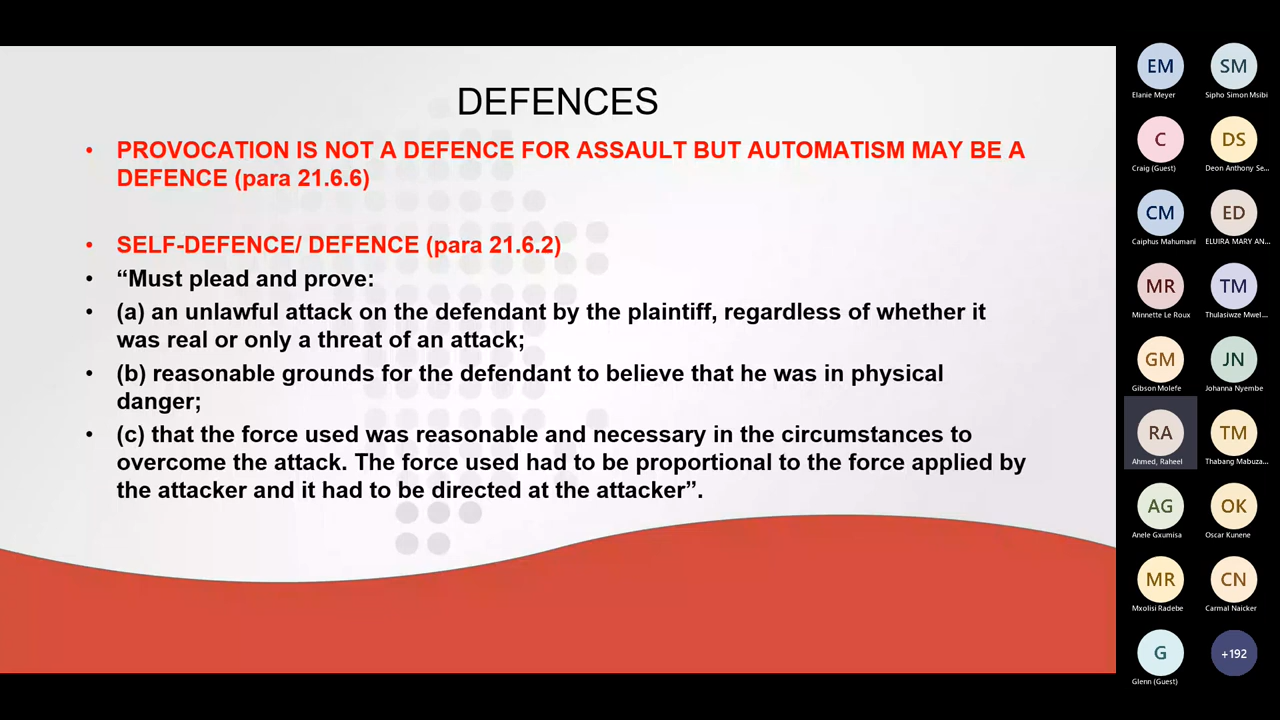 DEFENCES
• PROVOCATION IS NOT A DEFENCE FOR ASSAULT BUT AUTOMATISM MAY BE A
DEFENCE (para 21.6.6)
• SELF-DEFENCE/ DEFENCE (para 21.6.2)
• “Must plead and prove:
• (a) an unlawful attack on the defendant by the plaintiff, regardless of whether it
was real or only a threat of an attack;
• (b) reasonable grounds for the defendant to believe that he was in physical
danger;
• (c) that the force used was reasonable and necessary in the circumstances to
overcome the attack. The force used had to be proportional to the force applied by
the attacker and it had to be directed at the attacker”.
EM
Elanie Meyer
SM
Sipho Simon Msibi
C
Craig (Guest)
DS
Deon Anthony Se...
CM
Caiphus Mahumani
ED
ELUIRA MARY AN...
MR
Minnette Le Roux
TM
Thulasiwze Mwel...
GM
Gibson Molefe
JN
Johanna Nyembe
RA
Ahmed, Raheel
TM
Thabang Mabuza...
AG
Anele Gxumisa
OK
Oscar Kunene
MR
Mxolisi Radebe
CN
Carmal Naicker
G
Glenn (Guest)
+192